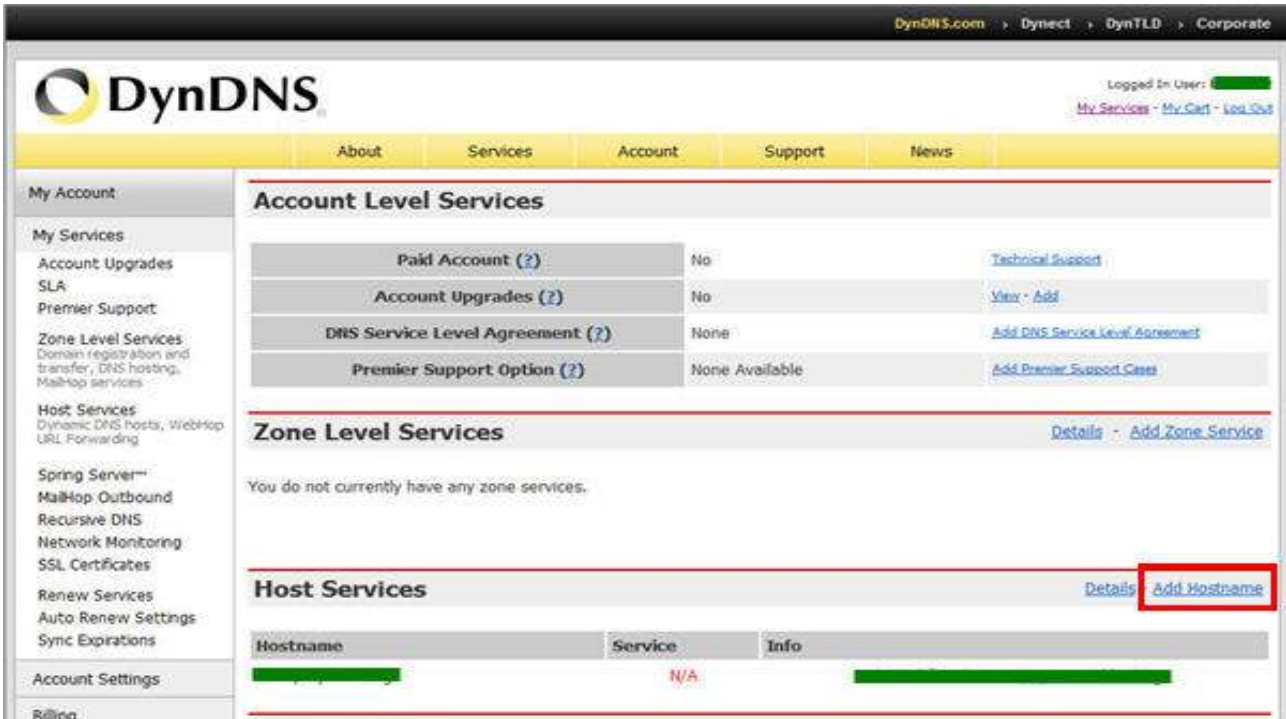 DynDNS.com › Dynect › DynTLD › Corporate
DynDNS
Logged In User:
My Services - My Cart - Log Out
About Services Account Support News
My Account
My Services
Account Upgrades
SLA
Premier Support
Zone Level Services
Domain registration and
transfer, DNS hosting,
MailHop services
Host Services
Dynamic DNS hosts, WebHop
URL Forwarding
Spring Server℠
MailHop Outbound
Recursive DNS
Network Monitoring
SSL Certificates
Renew Services
Auto Renew Settings
Sync Expirations
Account Settings
Billing
Account Level Services
Paid Account (?) No Technical Support
Account Upgrades (?) No View - Add
DNS Service Level Agreement (?) None Add DNS Service Level Agreement
Premier Support Option (?) None Available Add Premier Support Cases
Zone Level Services Details - Add Zone Service
You do not currently have any zone services.
Host Services Details - Add Hostname
Hostname Service Info
N/A